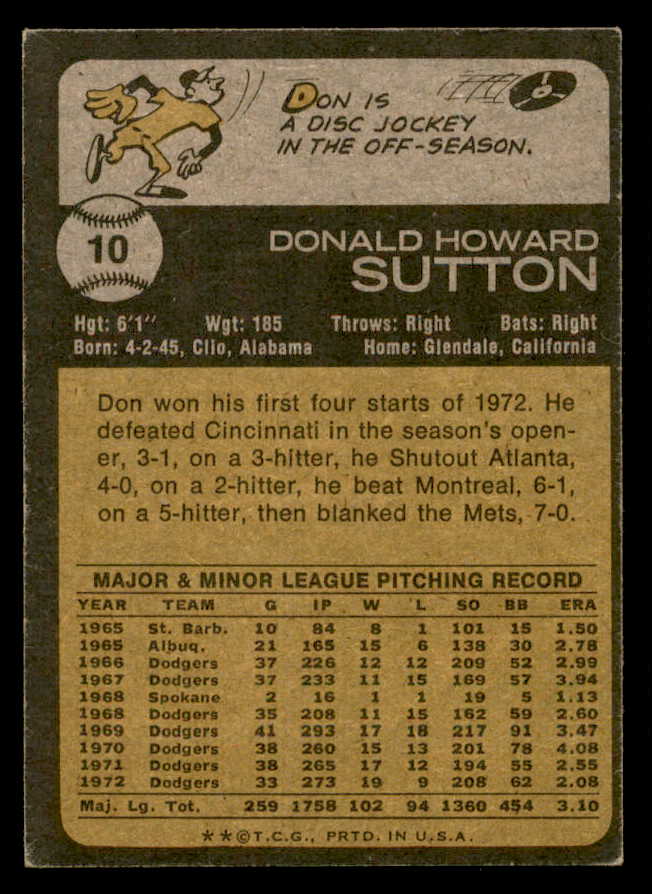 DON IS
A DISC JOCKEY
IN THE OFF-SEASON.
10
DONALD HOWARD
SUTTON
Hgt: 6'1" Wgt: 185 Throws: Right Bats: Right
Born: 4-2-45, Clio, Alabama Home: Glendale, California
Don won his first four starts of 1972. He
defeated Cincinnati in the season's open-
er, 3-1, on a 3-hitter, he Shutout Atlanta,
4-0, on a 2-hitter, he beat Montreal, 6-1,
on a 5-hitter, then blanked the Mets, 7-0.
MAJOR & MINOR LEAGUE PITCHING RECORD
YEAR TEAM G IP W L SO BB ERA
1965 St. Barb. 10 84 8 1 101 15 1.50
1965 Albuq. 21 165 15 6 138 30 2.78
1966 Dodgers 37 226 12 12 209 52 2.99
1967 Dodgers 37 233 11 15 169 57 3.94
1968 Spokane 2 16 1 1 19 5 1.13
1968 Dodgers 35 208 11 15 162 59 2.60
1969 Dodgers 41 293 17 18 217 91 3.47
1970 Dodgers 38 260 15 13 201 78 4.08
1971 Dodgers 38 265 17 12 194 55 2.55
1972 Dodgers 33 273 19 9 208 62 2.08
Maj. Lg. Tot. 259 1758 102 94 1360 454 3.10
**©T.C.G., PRTD. IN U.S.A.